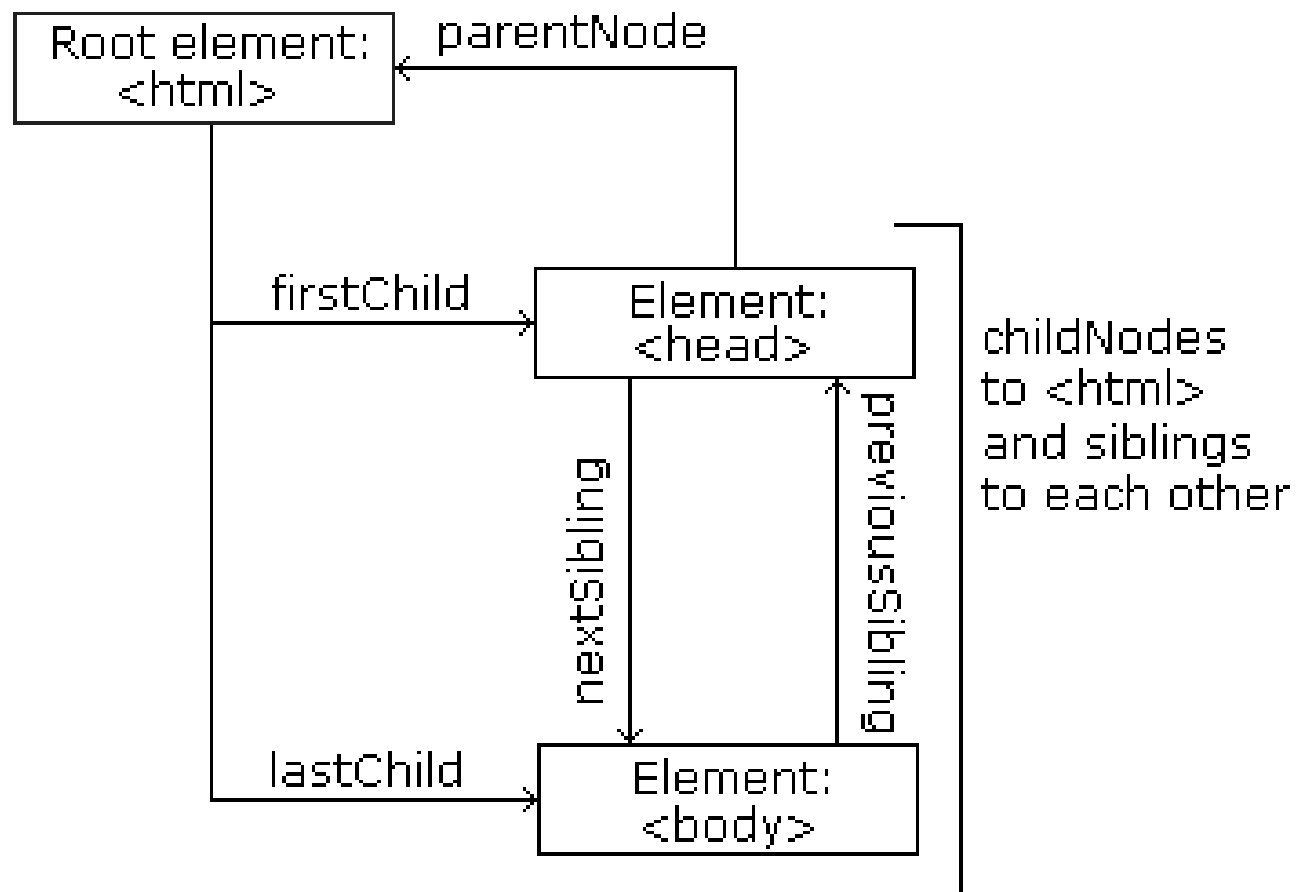 Root element:
<html>
parentNode
firstChild
Element:
<head>
childNodes
to <html>
and siblings
to each other
nextSibling
previousSibling
lastChild
Element:
<body>